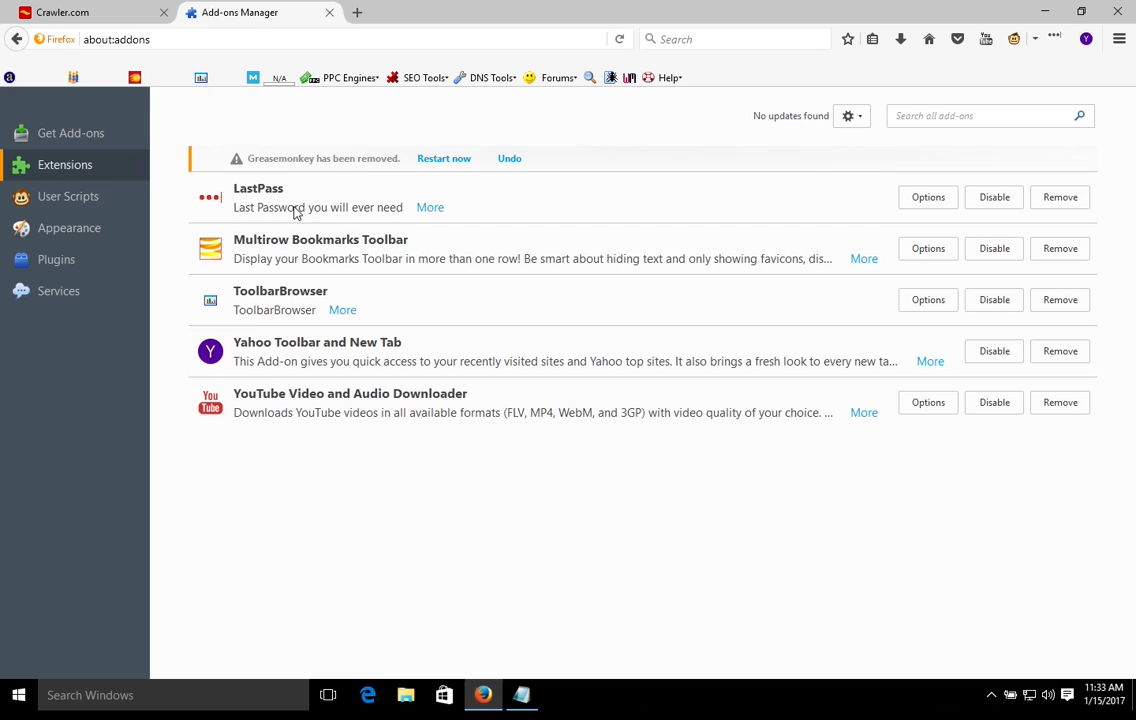 Crawler.com
Add-ons Manager
Firefox about:addons
Search
N/A PPC Engines SEO Tools DNS Tools Forums Help
Get Add-ons
Extensions
User Scripts
Appearance
Plugins
Services
No updates found
Search all add-ons
Greasemonkey has been removed. Restart now Undo
LastPass
Last Password you will ever need More
Options Disable Remove
Multirow Bookmarks Toolbar
Display your Bookmarks Toolbar in more than one row! Be smart about hiding text and only showing favicons, dis... More
Options Disable Remove
ToolbarBrowser
ToolbarBrowser More
Options Disable Remove
Yahoo Toolbar and New Tab
This Add-on gives you quick access to your recently visited sites and Yahoo top sites. It also brings a fresh look to every new ta... More
Disable Remove
You Tube
YouTube Video and Audio Downloader
Downloads YouTube videos in all available formats (FLV, MP4, WebM, and 3GP) with video quality of your choice. ... More
Options Disable Remove
Search Windows
11:33 AM
1/15/2017